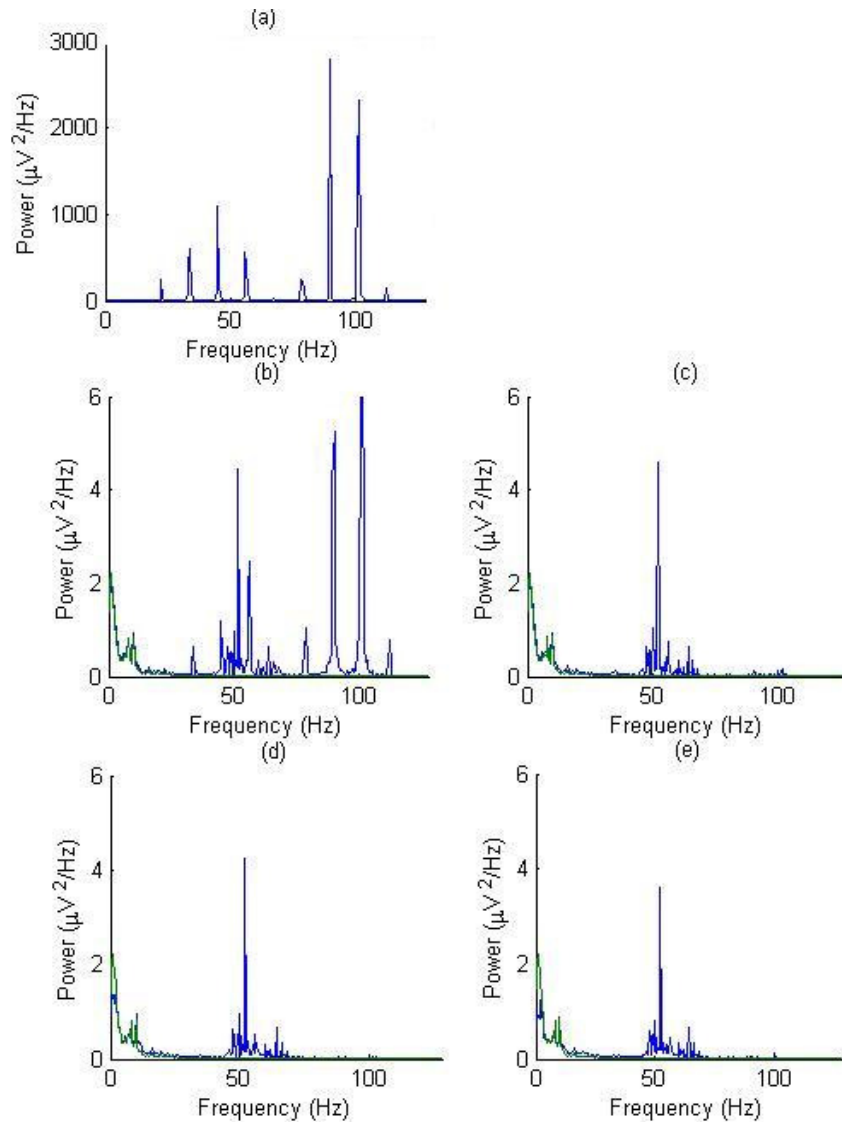 (a)
3000
2000
1000
0
Power (μV²/Hz)
0 50 100
Frequency (Hz)
(b)
6
4
2
0
Power (μV²/Hz)
0 50 100
Frequency (Hz)
(c)
6
4
2
0
Power (μV²/Hz)
0 50 100
Frequency (Hz)
(d)
6
4
2
0
Power (μV²/Hz)
0 50 100
Frequency (Hz)
(e)
6
4
2
0
Power (μV²/Hz)
0 50 100
Frequency (Hz)